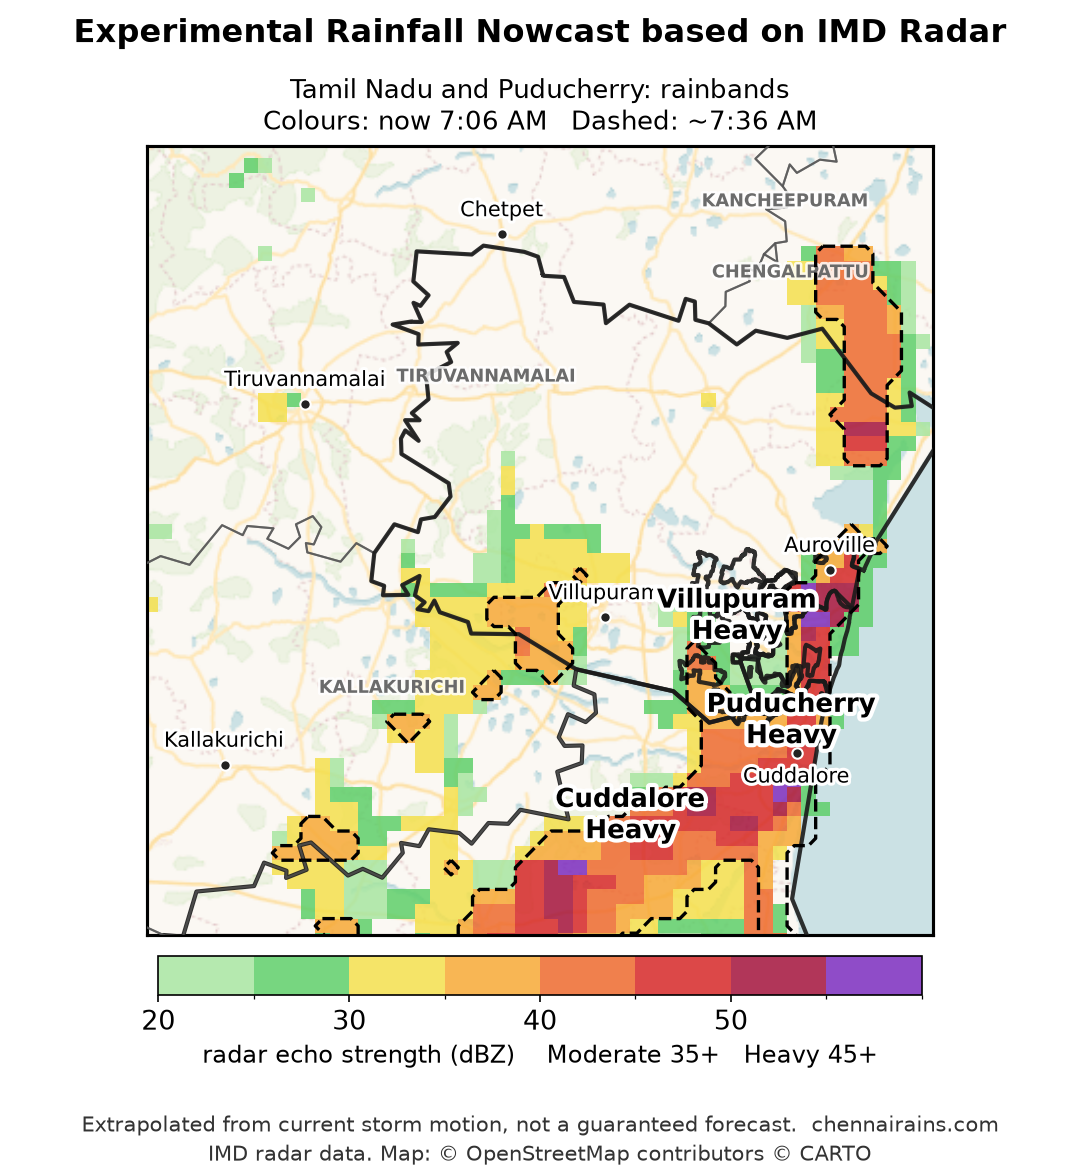 Experimental Rainfall Nowcast based on IMD Radar
Tamil Nadu and Puducherry: rainbands
Colours: now 7:06 AM   Dashed: ~7:36 AM
KANCHEEPURAM
Chetpet
CHENGALPATTU
Tiruvannamalai
TIRUVANNAMALAI
Auroville
Villupuram
Villupuram
Heavy
KALLAKURICHI
Puducherry
Heavy
Kallakurichi
Cuddalore
Cuddalore
Heavy
20 30 40 50
radar echo strength (dBZ)    Moderate 35+   Heavy 45+
Extrapolated from current storm motion, not a guaranteed forecast.  chennairains.com
IMD radar data. Map: © OpenStreetMap contributors © CARTO